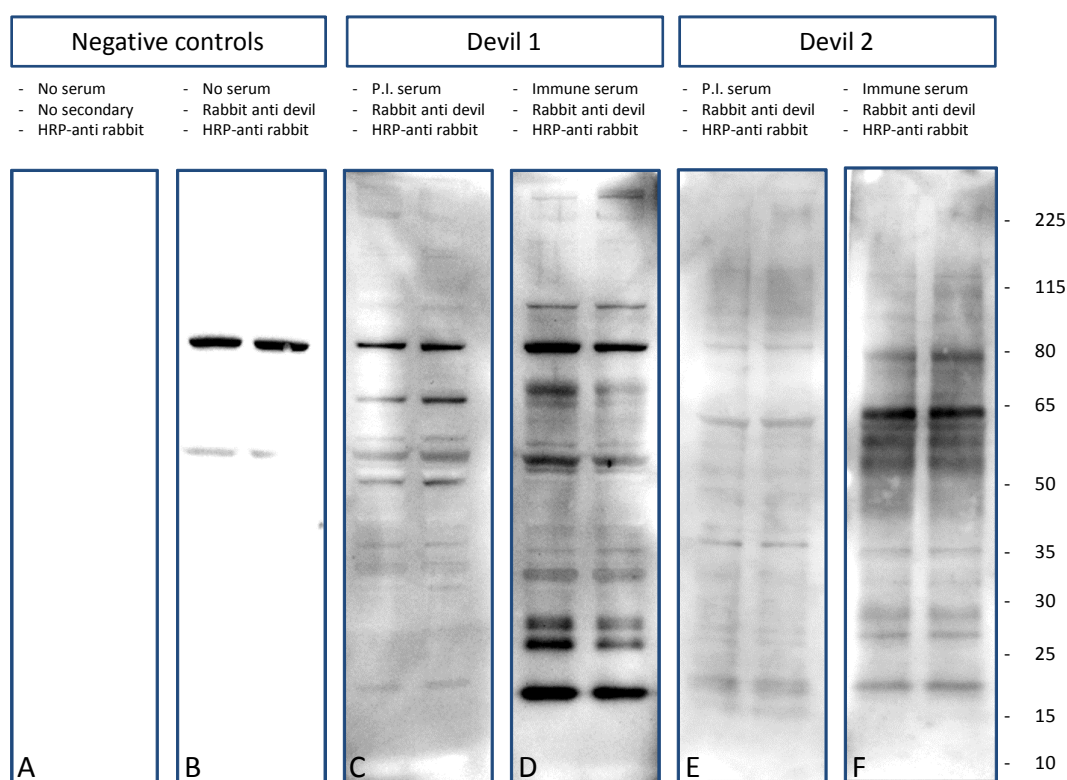 Negative controls
Devil 1
Devil 2
- No serum
- No secondary
- HRP-anti rabbit
- No serum
- Rabbit anti devil
- HRP-anti rabbit
- P.I. serum
- Rabbit anti devil
- HRP-anti rabbit
- Immune serum
- Rabbit anti devil
- HRP-anti rabbit
- P.I. serum
- Rabbit anti devil
- HRP-anti rabbit
- Immune serum
- Rabbit anti devil
- HRP-anti rabbit
- 225
- 115
- 80
- 65
- 50
- 35
- 30
- 25
- 15
- 10
A
B
C
D
E
F